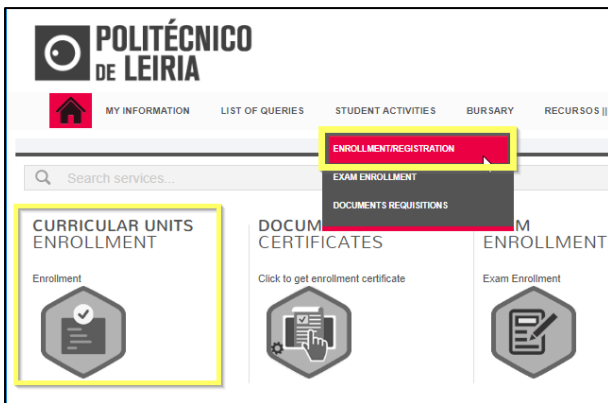 POLITÉCNICO
DE LEIRIA
MY INFORMATION LIST OF QUERIES STUDENT ACTIVITIES BURSARY RECURSOS ||
ENROLLMENT/REGISTRATION
EXAM ENROLLMENT
DOCUMENTS REQUISITIONS
Search services...
CURRICULAR UNITS
ENROLLMENT
Enrollment
DOCUM
CERTIFICATES
Click to get enrollment certificate
M
ENROLLMENT
Exam Enrollment